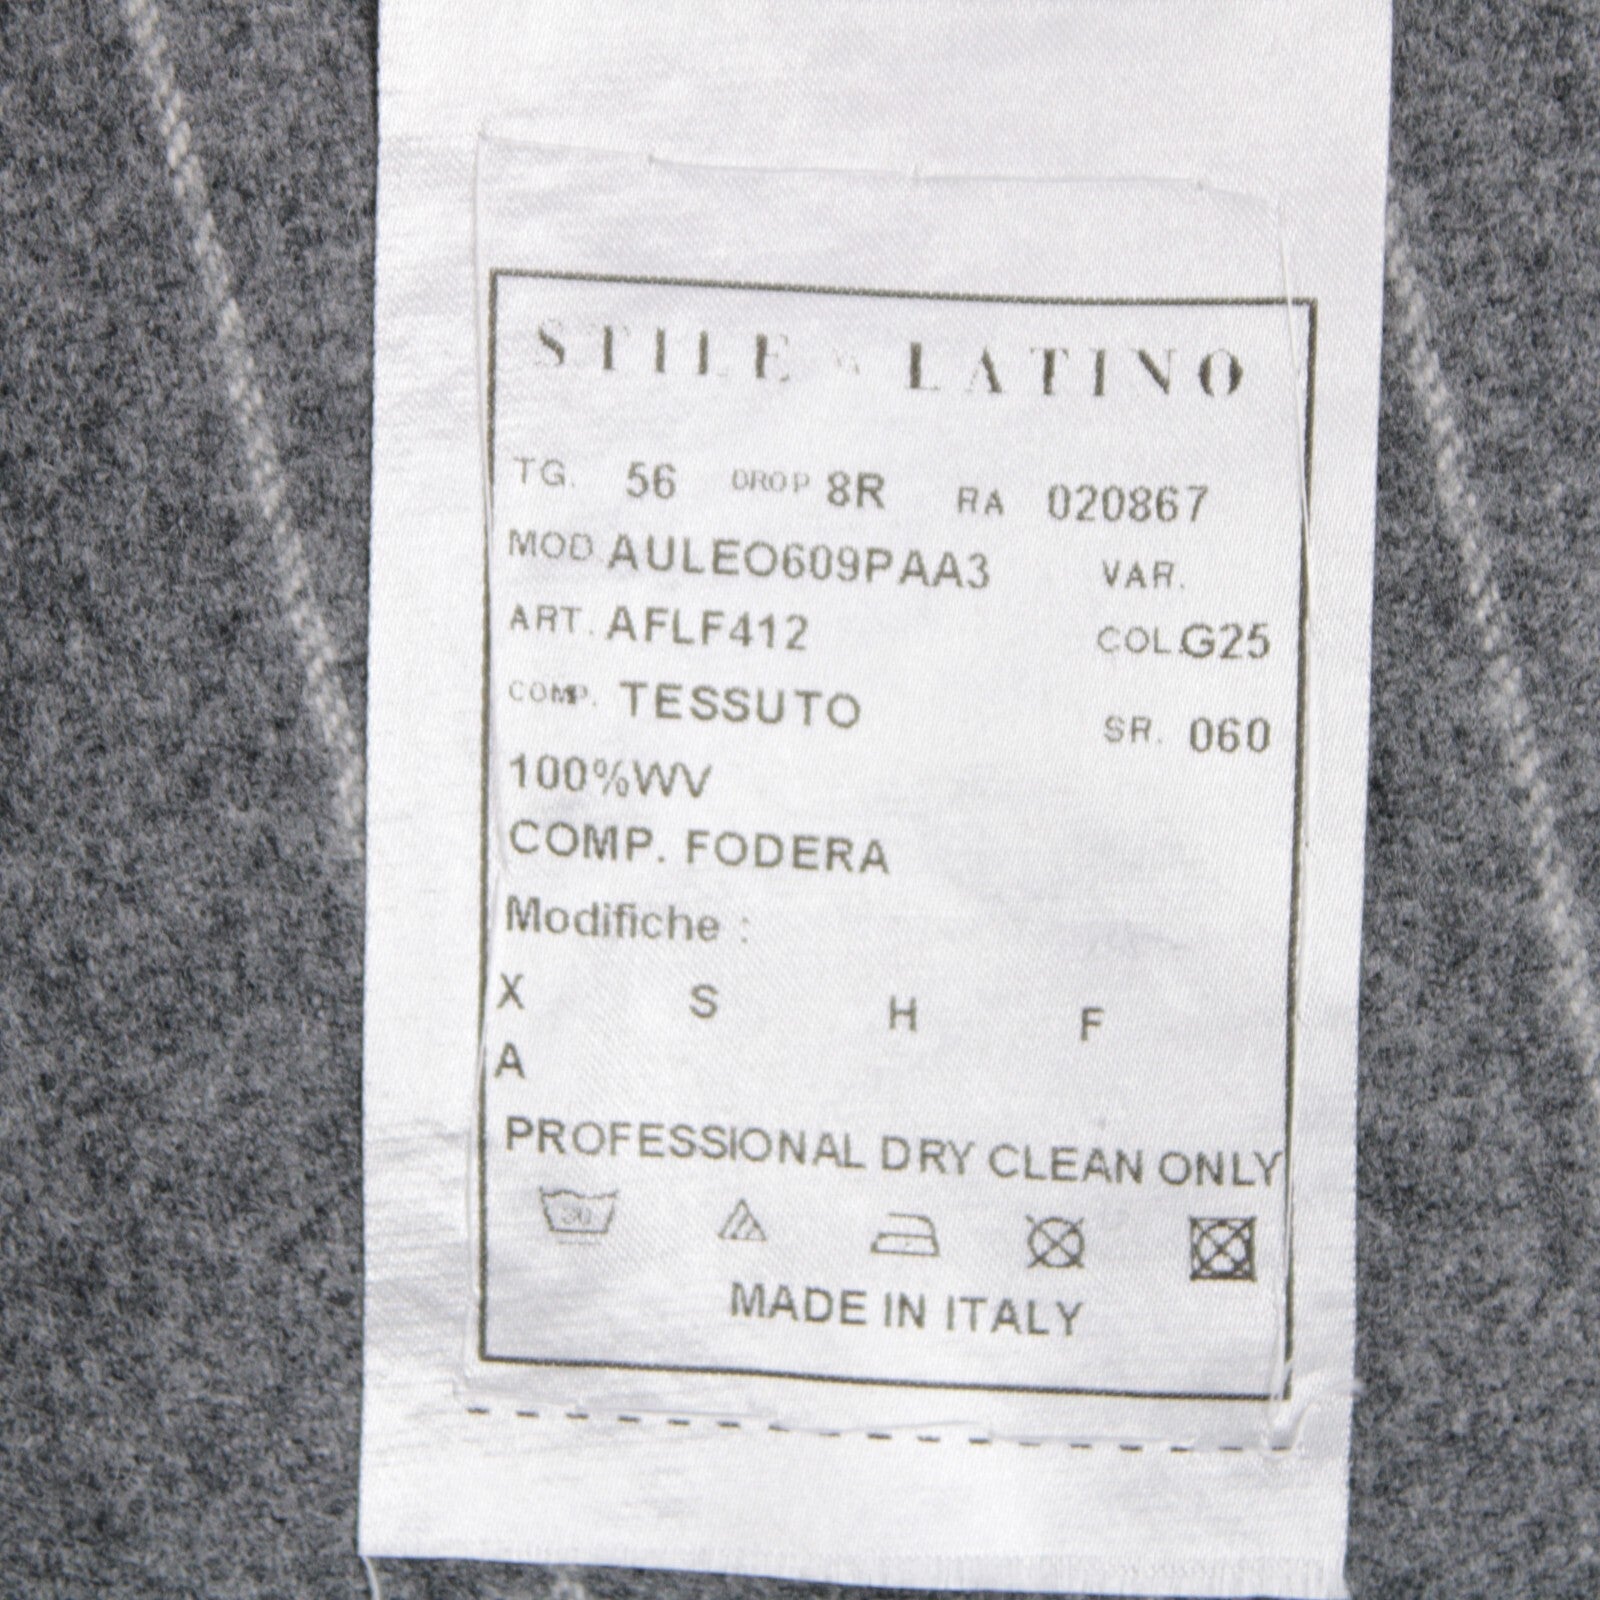 STILE LATINO
TG. 56 DROP 8R RA 020867
MOD AULEO609PAA3 VAR.
ART. AFLF412 COL.G25
COMP. TESSUTO SR. 060
100%WV
COMP. FODERA
Modifiche :
X S H F
A
PROFESSIONAL DRY CLEAN ONLY
30
MADE IN ITALY